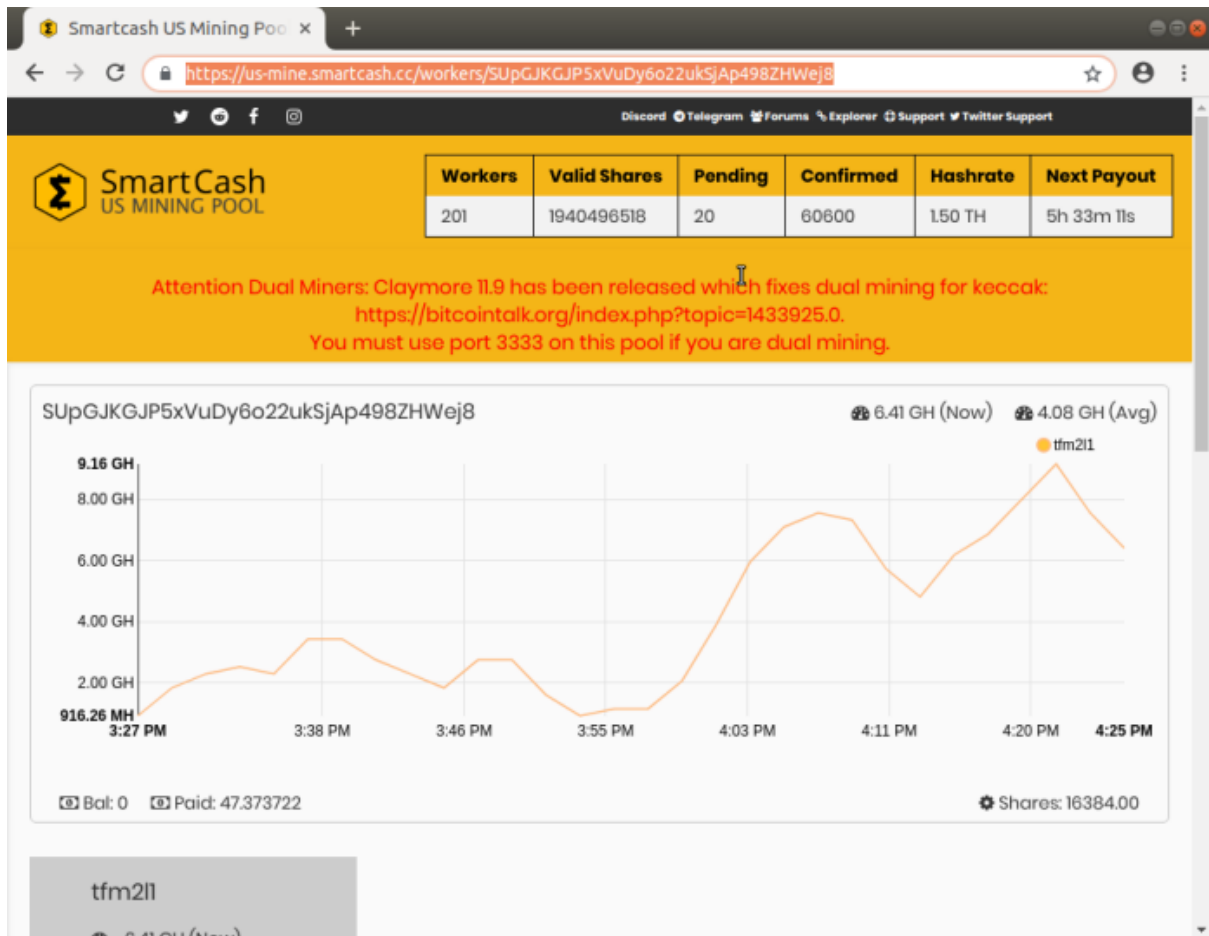 Smartcash US Mining Poo
https://us-mine.smartcash.cc/workers/SUpGJKGJP5xVuDy6o22ukSjAp498ZHWej8
Discord Telegram Forums Explorer Support Twitter Support
SmartCash
US MINING POOL
Workers Valid Shares Pending Confirmed Hashrate Next Payout
201 1940496518 20 60600 1.50 TH 5h 33m 11s
Attention Dual Miners: Claymore 11.9 has been released which fixes dual mining for keccak:
https://bitcointalk.org/index.php?topic=1433925.0.
You must use port 3333 on this pool if you are dual mining.
SUpGJKGJP5xVuDy6o22ukSjAp498ZHWej8 6.41 GH (Now) 4.08 GH (Avg)
tfm2l1
9.16 GH
8.00 GH
6.00 GH
4.00 GH
2.00 GH
916.26 MH
3:27 PM 3:38 PM 3:46 PM 3:55 PM 4:03 PM 4:11 PM 4:20 PM 4:25 PM
Bal: 0 Paid: 47.373722 Shares: 16384.00
tfm2l1
6.41 GH (Now)